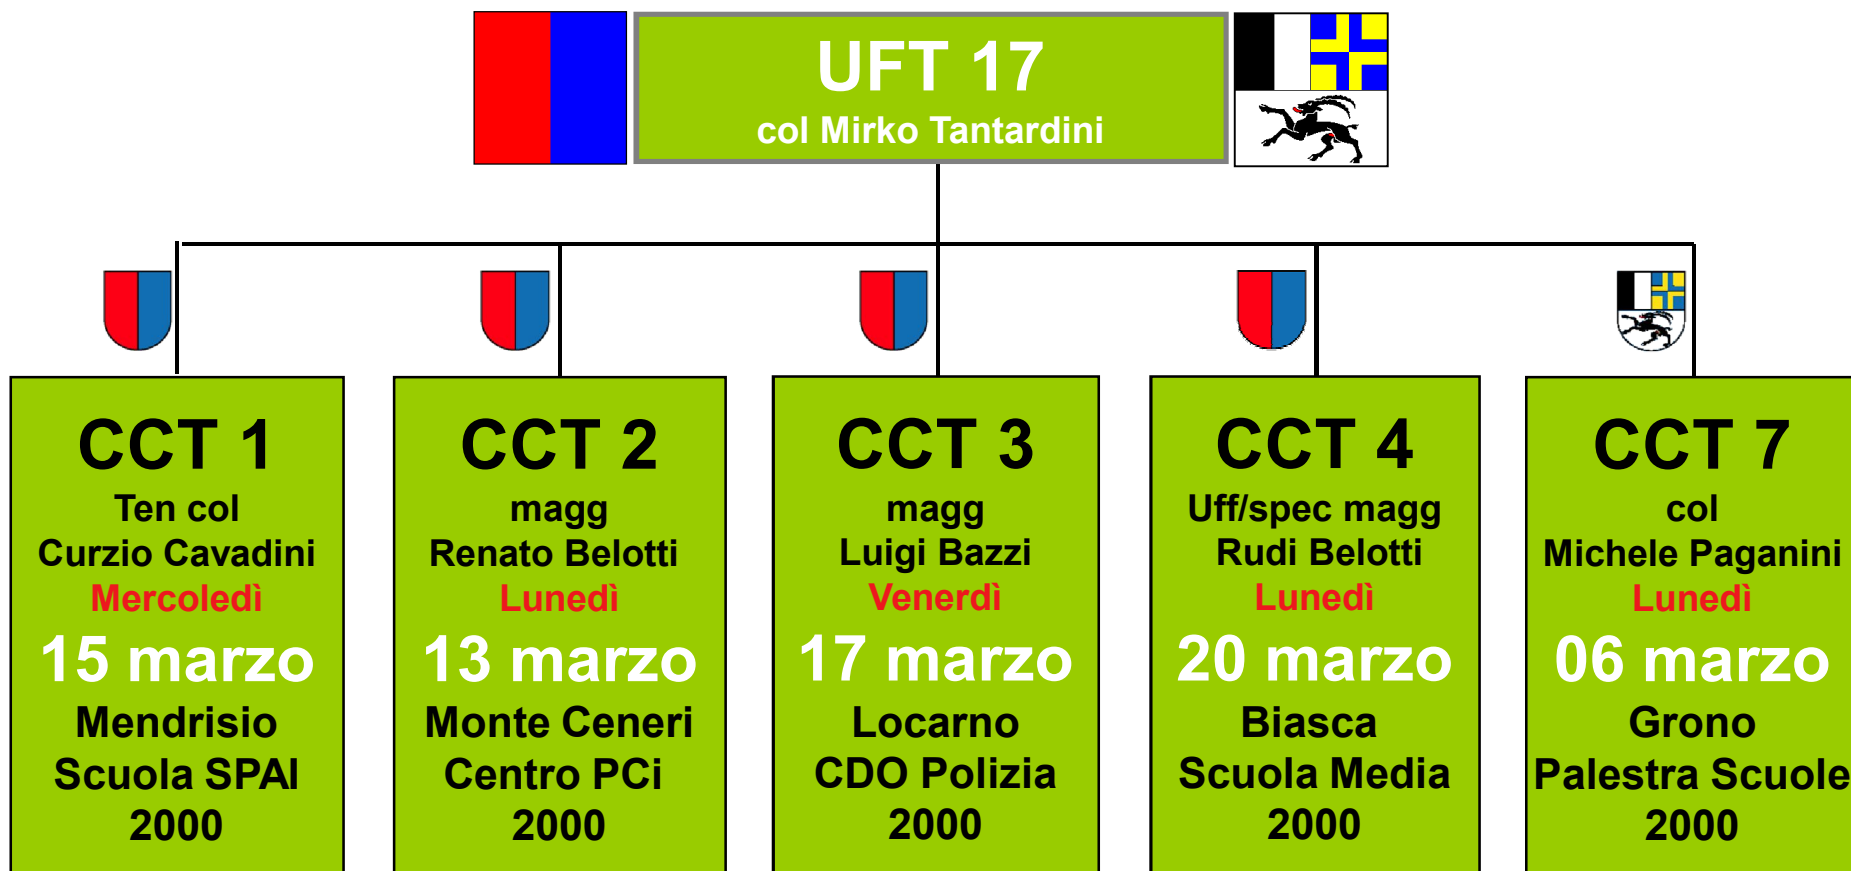 UFT 17
col Mirko Tantardini
CCT 1
Ten col
Curzio Cavadini
Mercoledì
15 marzo
Mendrisio
Scuola SPAI
2000
CCT 2
magg
Renato Belotti
Lunedì
13 marzo
Monte Ceneri
Centro PCi
2000
CCT 3
magg
Luigi Bazzi
Venerdì
17 marzo
Locarno
CDO Polizia
2000
CCT 4
Uff/spec magg
Rudi Belotti
Lunedì
20 marzo
Biasca
Scuola Media
2000
CCT 7
col
Michele Paganini
Lunedì
06 marzo
Grono
Palestra Scuole
2000